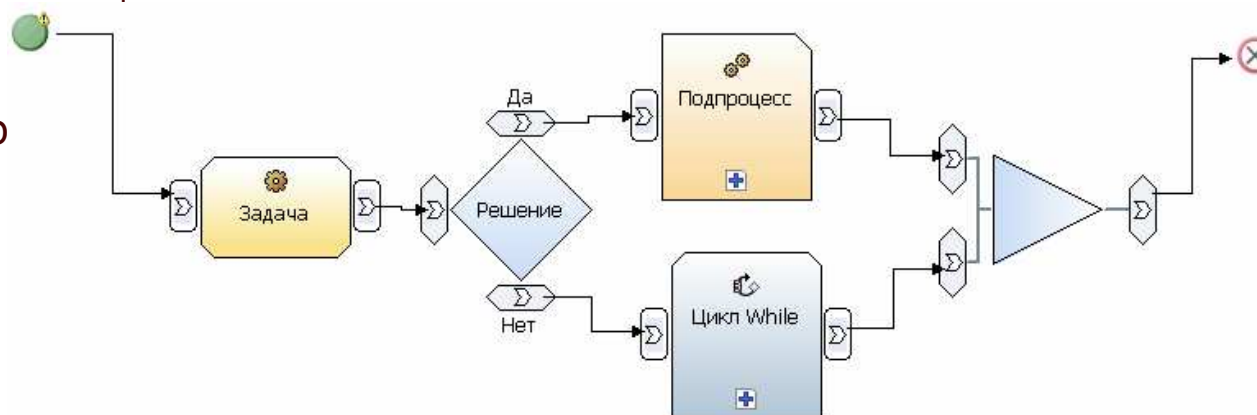 Да
Подпроцесс
Задача
Решение
Нет
Цикл While